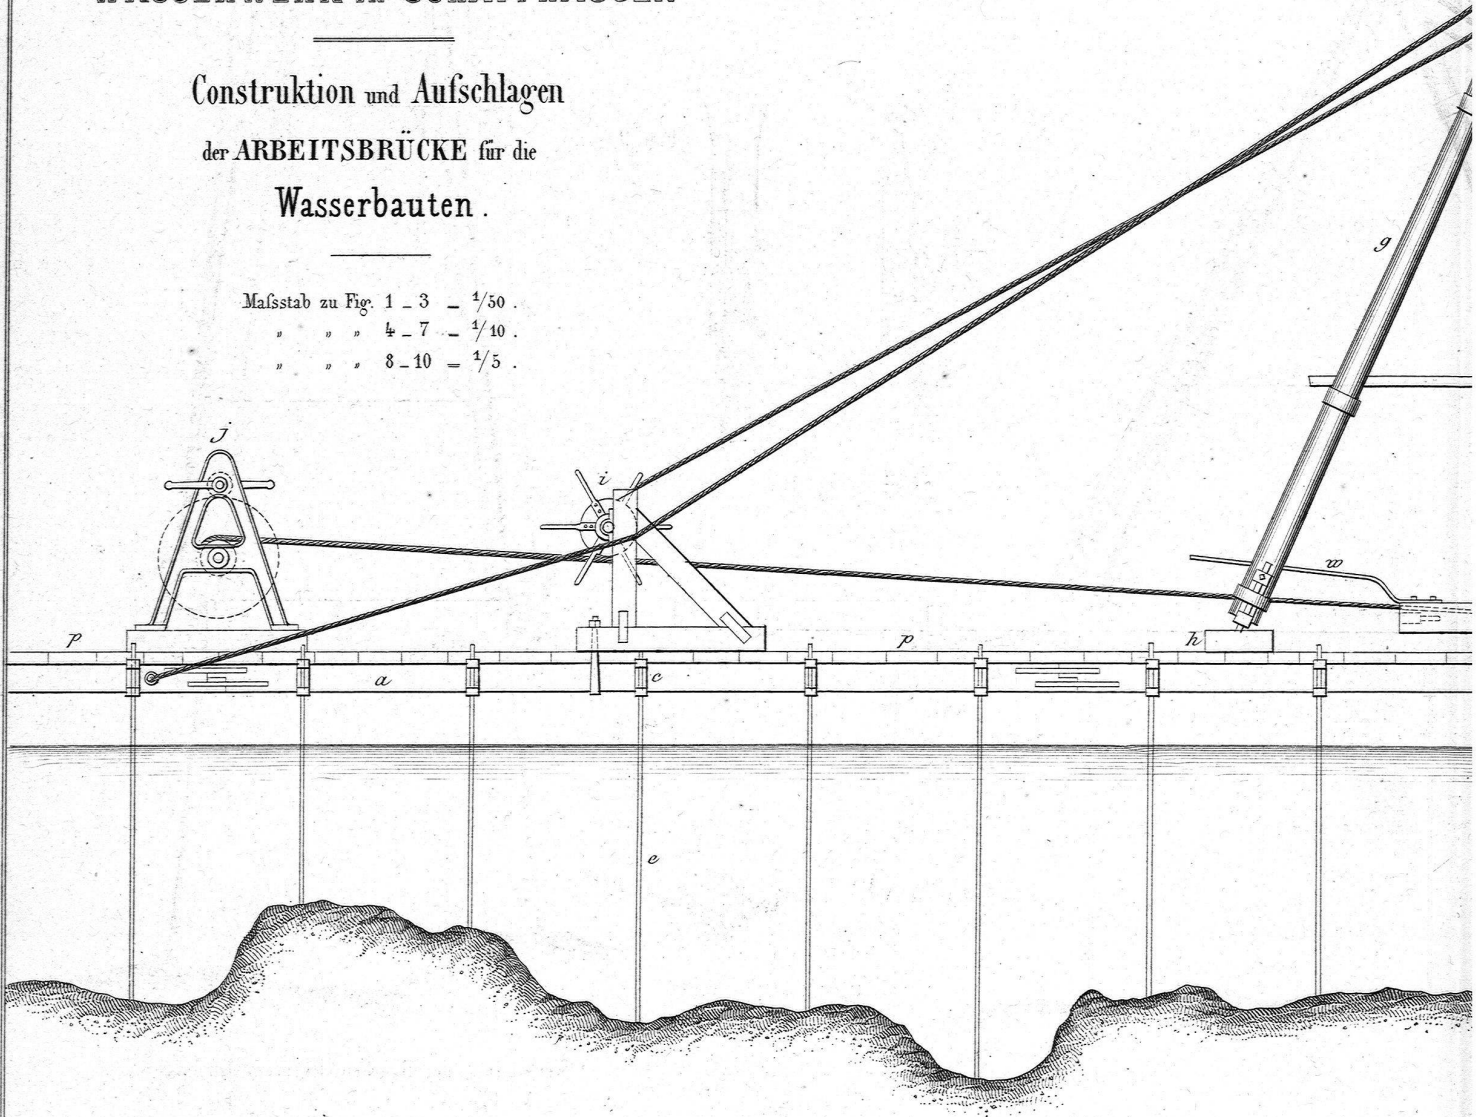 Construktion und Aufschlagen
der ARBEITSBRÜCKE für die
Wasserbauten .
Maſsstab zu Fig. 1 _ 3 _ 1/50 .
" " " 4 _ 7 _ 1/10 .
" " " 8 _ 10 = 1/5 .
g
j
i
w
p
p
h
a
c
e